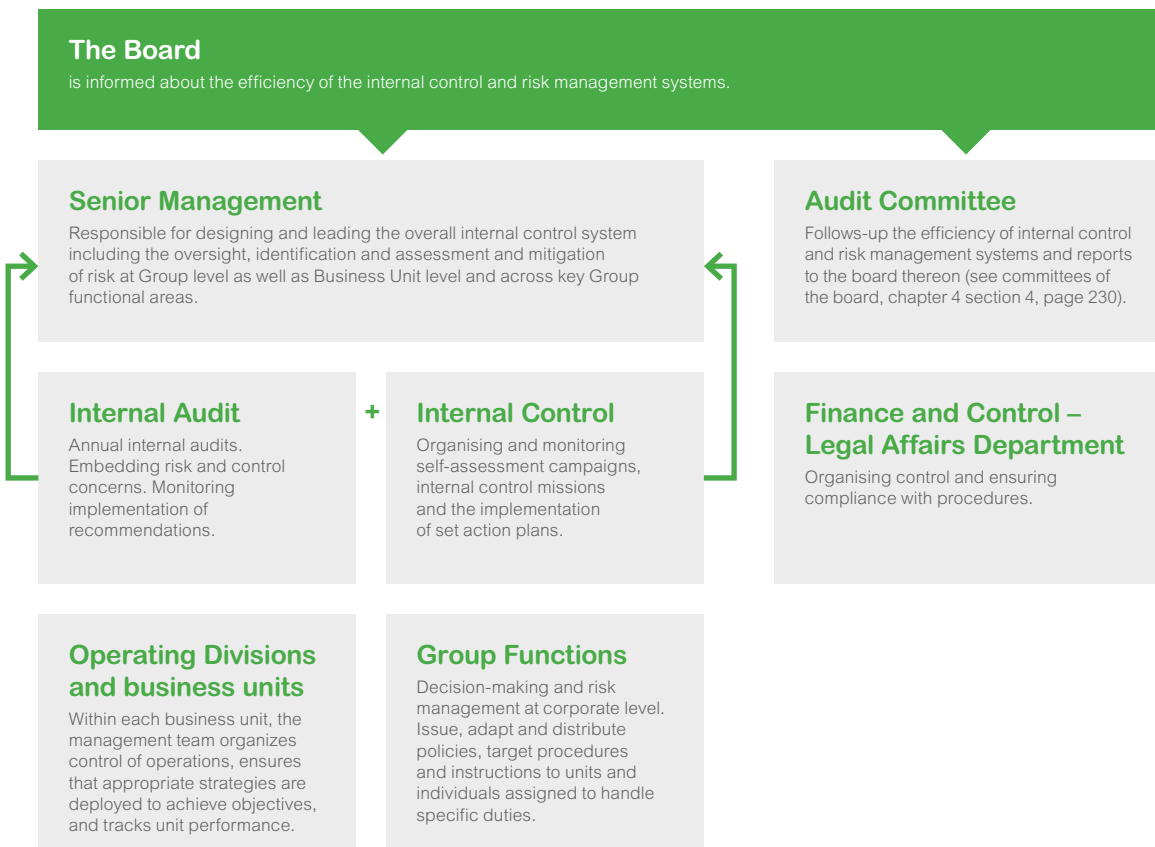 The Board
is informed about the efficiency of the internal control and risk management systems.
Senior Management
Responsible for designing and leading the overall internal control system
including the oversight, identification and assessment and mitigation
of risk at Group level as well as Business Unit level and across key Group
functional areas.
Audit Committee
Follows-up the efficiency of internal control
and risk management systems and reports
to the board thereon (see committees of
the board, chapter 4 section 4, page 230).
Internal Audit
Annual internal audits.
Embedding risk and control
concerns. Monitoring
implementation of
recommendations.
+
Internal Control
Organising and monitoring
self-assessment campaigns,
internal control missions
and the implementation
of set action plans.
Finance and Control –
Legal Affairs Department
Organising control and ensuring
compliance with procedures.
Operating Divisions
and business units
Within each business unit, the
management team organizes
control of operations, ensures
that appropriate strategies are
deployed to achieve objectives,
and tracks unit performance.
Group Functions
Decision-making and risk
management at corporate level.
Issue, adapt and distribute
policies, target procedures
and instructions to units and
individuals assigned to handle
specific duties.